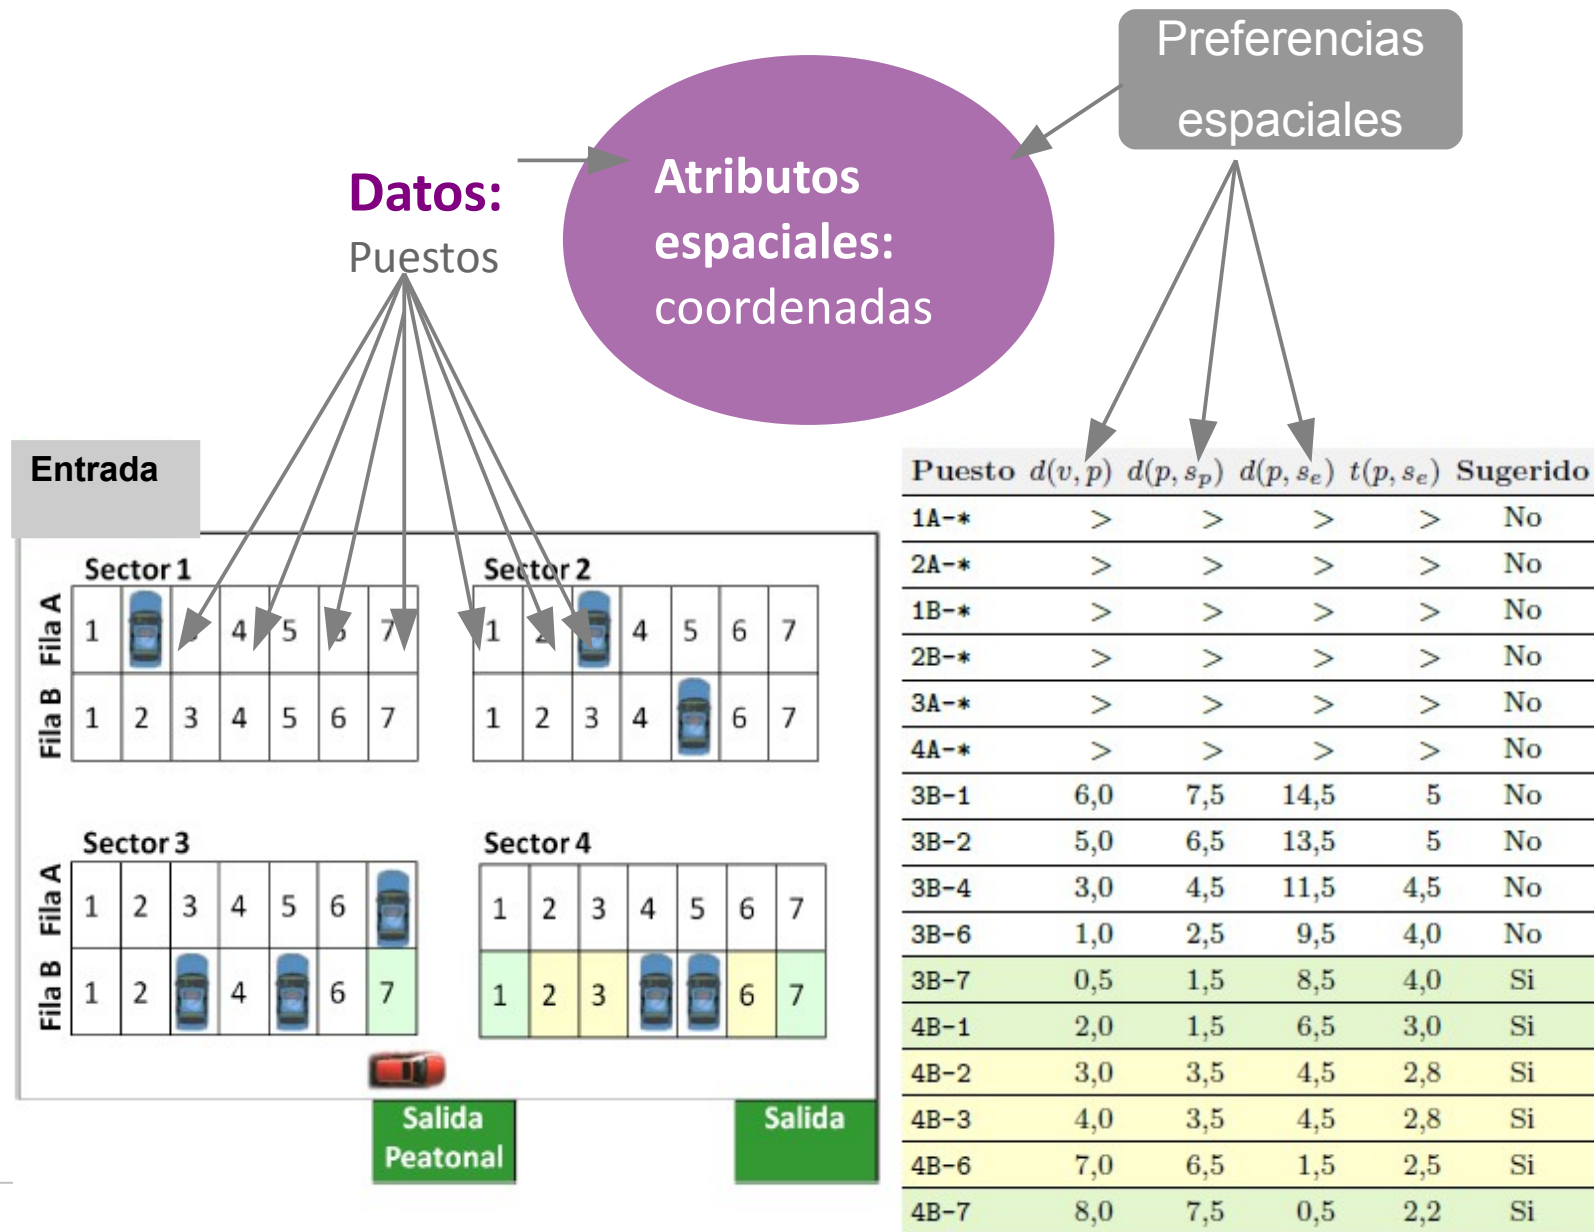 Preferencias
espaciales
Datos:
Puestos
Atributos
espaciales:
coordenadas
Entrada
Sector 1
Sector 2
Fila A
1 3 4 5 6 7
1 2 4 5 6 7
Fila B
1 2 3 4 5 6 7
1 2 3 4 6 7
Sector 3
Sector 4
Fila A
1 2 3 4 5 6
1 2 3 4 5 6 7
Fila B
1 2 4 6 7
1 2 3 6 7
Salida
Peatonal
Salida
Puesto d(v, p) d(p, s_p) d(p, s_e) t(p, s_e) Sugerido
1A-* > > > > No
2A-* > > > > No
1B-* > > > > No
2B-* > > > > No
3A-* > > > > No
4A-* > > > > No
3B-1 6,0 7,5 14,5 5 No
3B-2 5,0 6,5 13,5 5 No
3B-4 3,0 4,5 11,5 4,5 No
3B-6 1,0 2,5 9,5 4,0 No
3B-7 0,5 1,5 8,5 4,0 Si
4B-1 2,0 1,5 6,5 3,0 Si
4B-2 3,0 3,5 4,5 2,8 Si
4B-3 4,0 3,5 4,5 2,8 Si
4B-6 7,0 6,5 1,5 2,5 Si
4B-7 8,0 7,5 0,5 2,2 Si